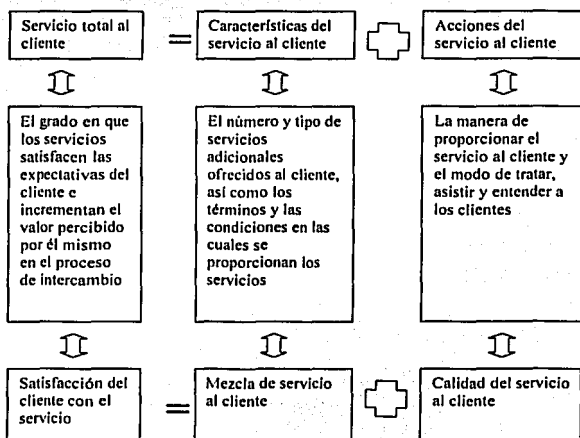 Servicio total al
cliente
=
Características del
servicio al cliente
Acciones del
servicio al cliente
El grado en que
los servicios
satisfacen las
expectativas del
cliente e
incrementan el
valor percibido
por él mismo
en el proceso
de intercambio
El número y tipo de
servicios
adicionales
ofrecidos al cliente,
así como los
términos y las
condiciones en las
cuales se
proporcionan los
servicios
La manera de
proporcionar el
servicio al cliente y
el modo de tratar,
asistir y entender a
los clientes
Satisfacción del
cliente con el
servicio
=
Mezcla de servicio
al cliente
Calidad del servicio
al cliente